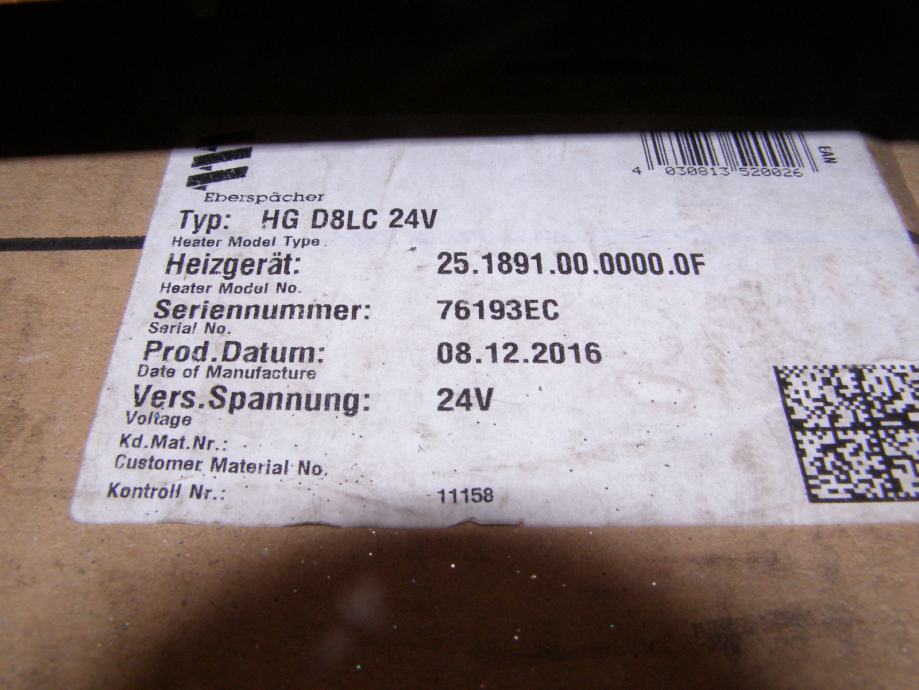 4 030813 520026
EAN
Eberspächer
Typ: HG D8LC 24V
Heater Model Type.
Heizgerät: 25.1891.00.0000.0F
Heater Model No.
Seriennummer: 76193EC
Serial No.
Prod.Datum: 08.12.2016
Date of Manufacture
Vers.Spannung: 24V
Voltage
Kd.Mat.Nr.:
Customer Material No.
Kontroll Nr.: 11158